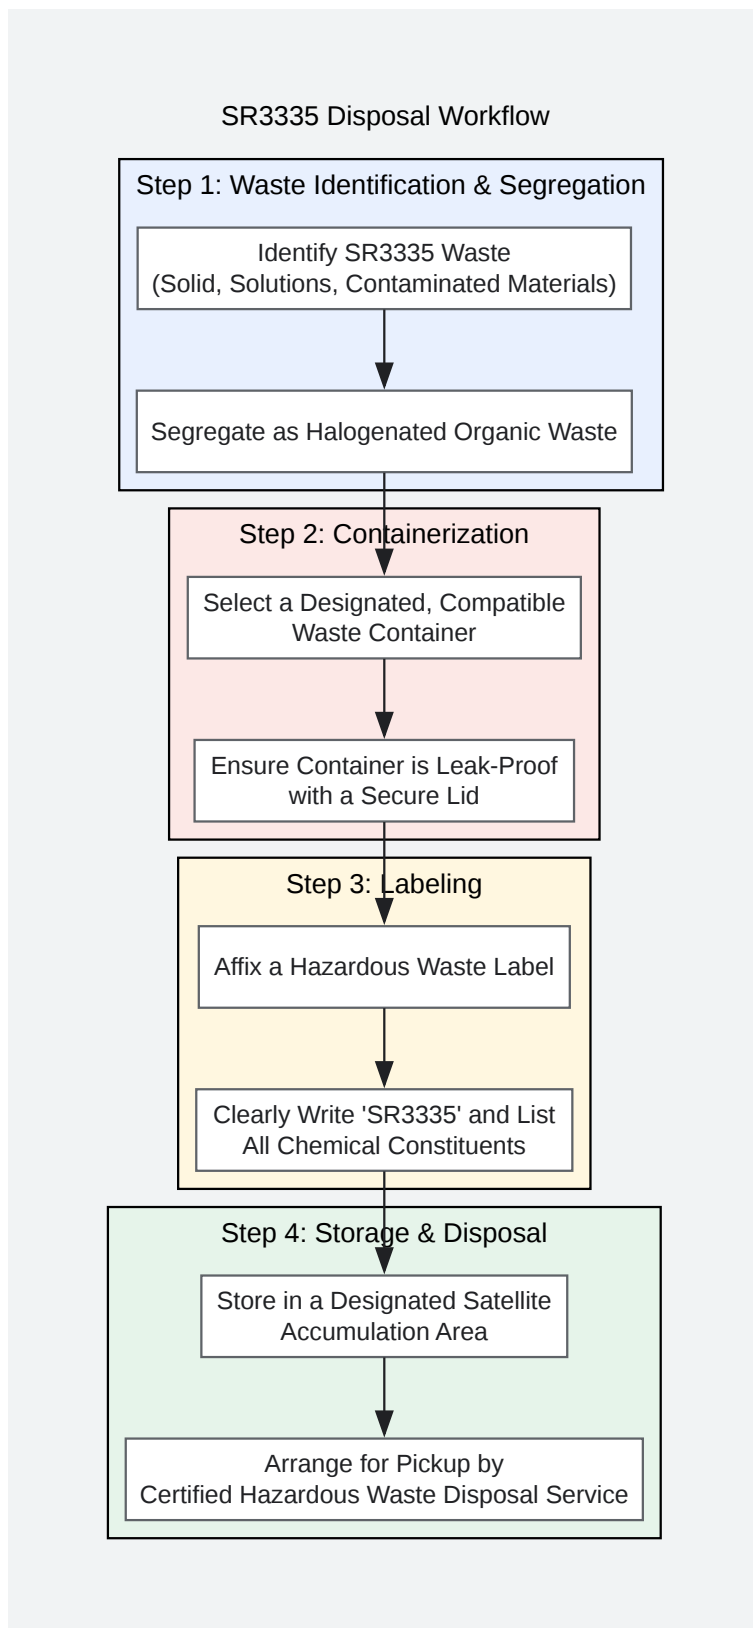 SR3335 Disposal Workflow
Step 1: Waste Identification & Segregation
Identify SR3335 Waste
(Solid, Solutions, Contaminated Materials)
Segregate as Halogenated Organic Waste
Step 2: Containerization
Select a Designated, Compatible
Waste Container
Ensure Container is Leak-Proof
with a Secure Lid
Step 3: Labeling
Affix a Hazardous Waste Label
Clearly Write 'SR3335' and List
All Chemical Constituents
Step 4: Storage & Disposal
Store in a Designated Satellite
Accumulation Area
Arrange for Pickup by
Certified Hazardous Waste Disposal Service